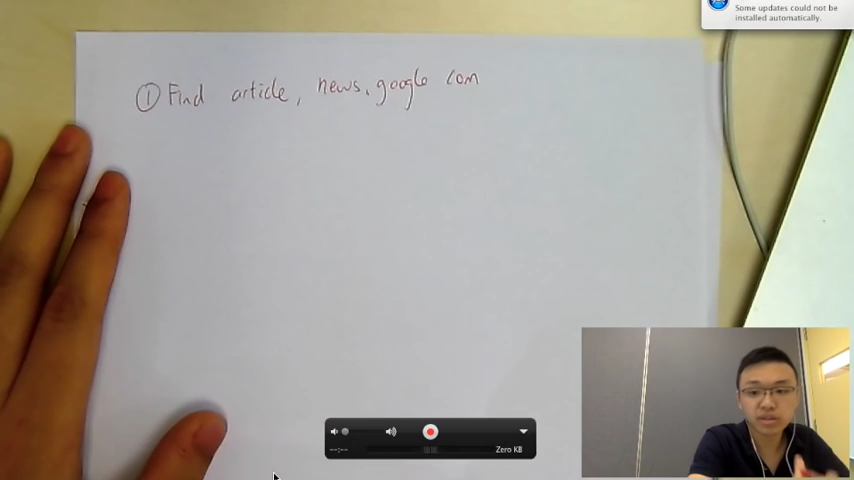 Some updates could not be
installed automatically.
① Find article, news.google com
--:--
Zero KB